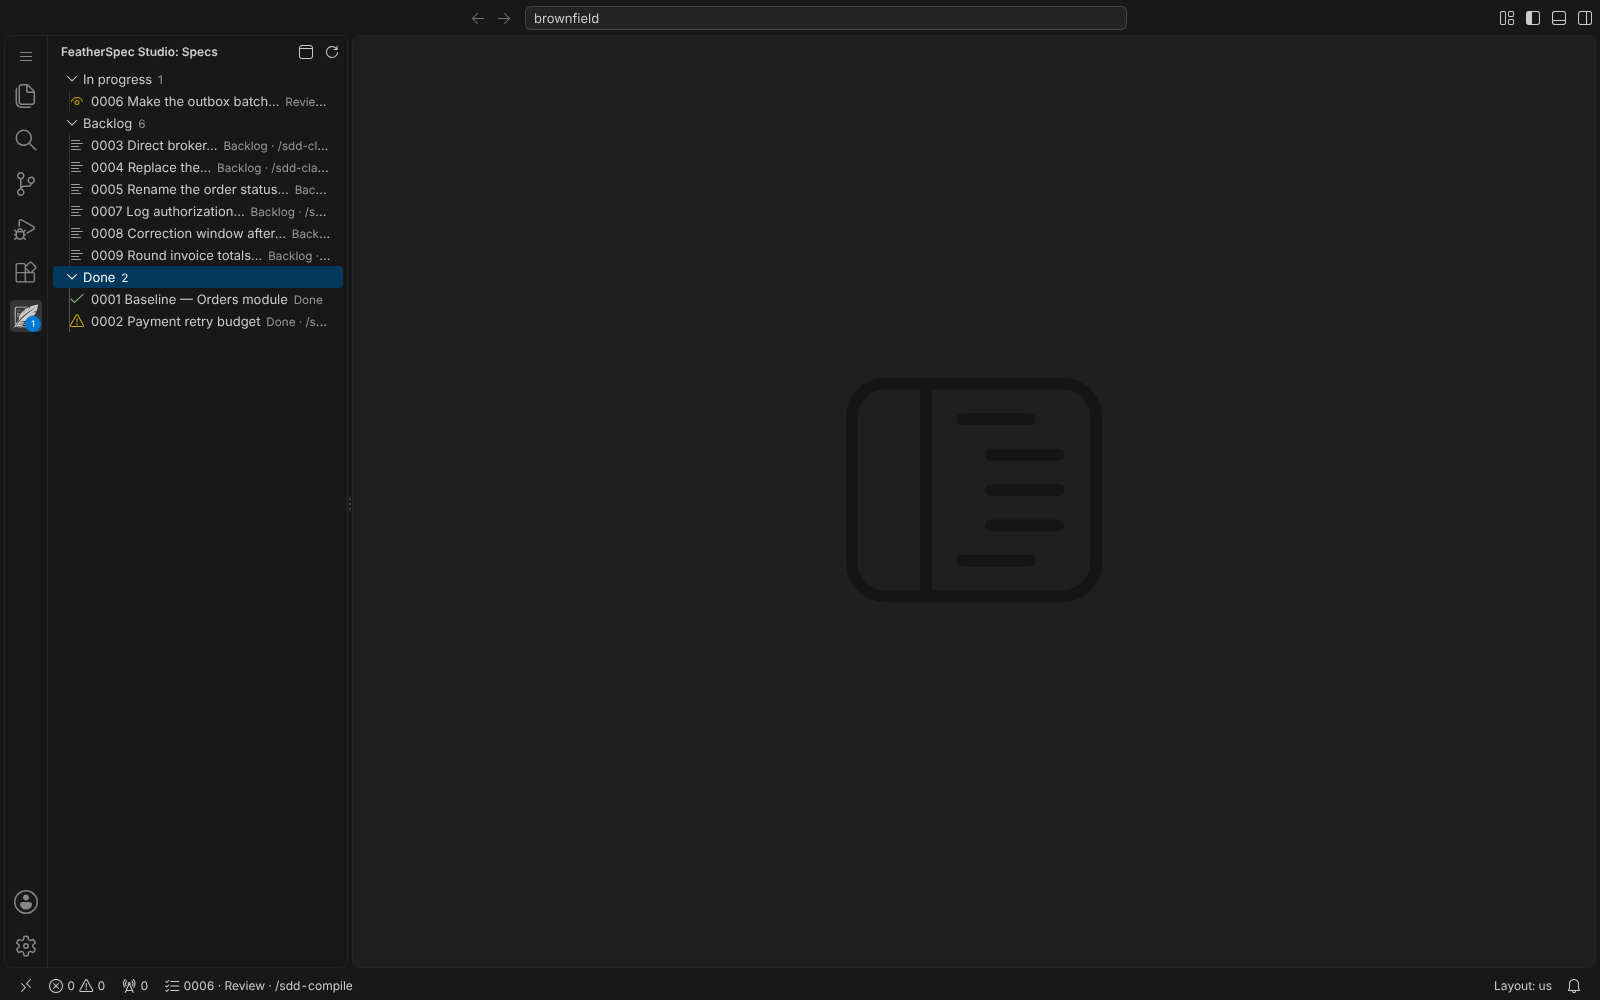 brownfield
FeatherSpec Studio: Specs
In progress 1
0006 Make the outbox batch... Revie...
Backlog 6
0003 Direct broker... Backlog · /sdd-cl...
0004 Replace the... Backlog · /sdd-cla...
0005 Rename the order status... Bac...
0007 Log authorization... Backlog · /s...
0008 Correction window after... Back...
0009 Round invoice totals... Backlog ·...
Done 2
0001 Baseline — Orders module Done
0002 Payment retry budget Done · /s...
1
0 0 0 0006 · Review · /sdd-compile Layout: us